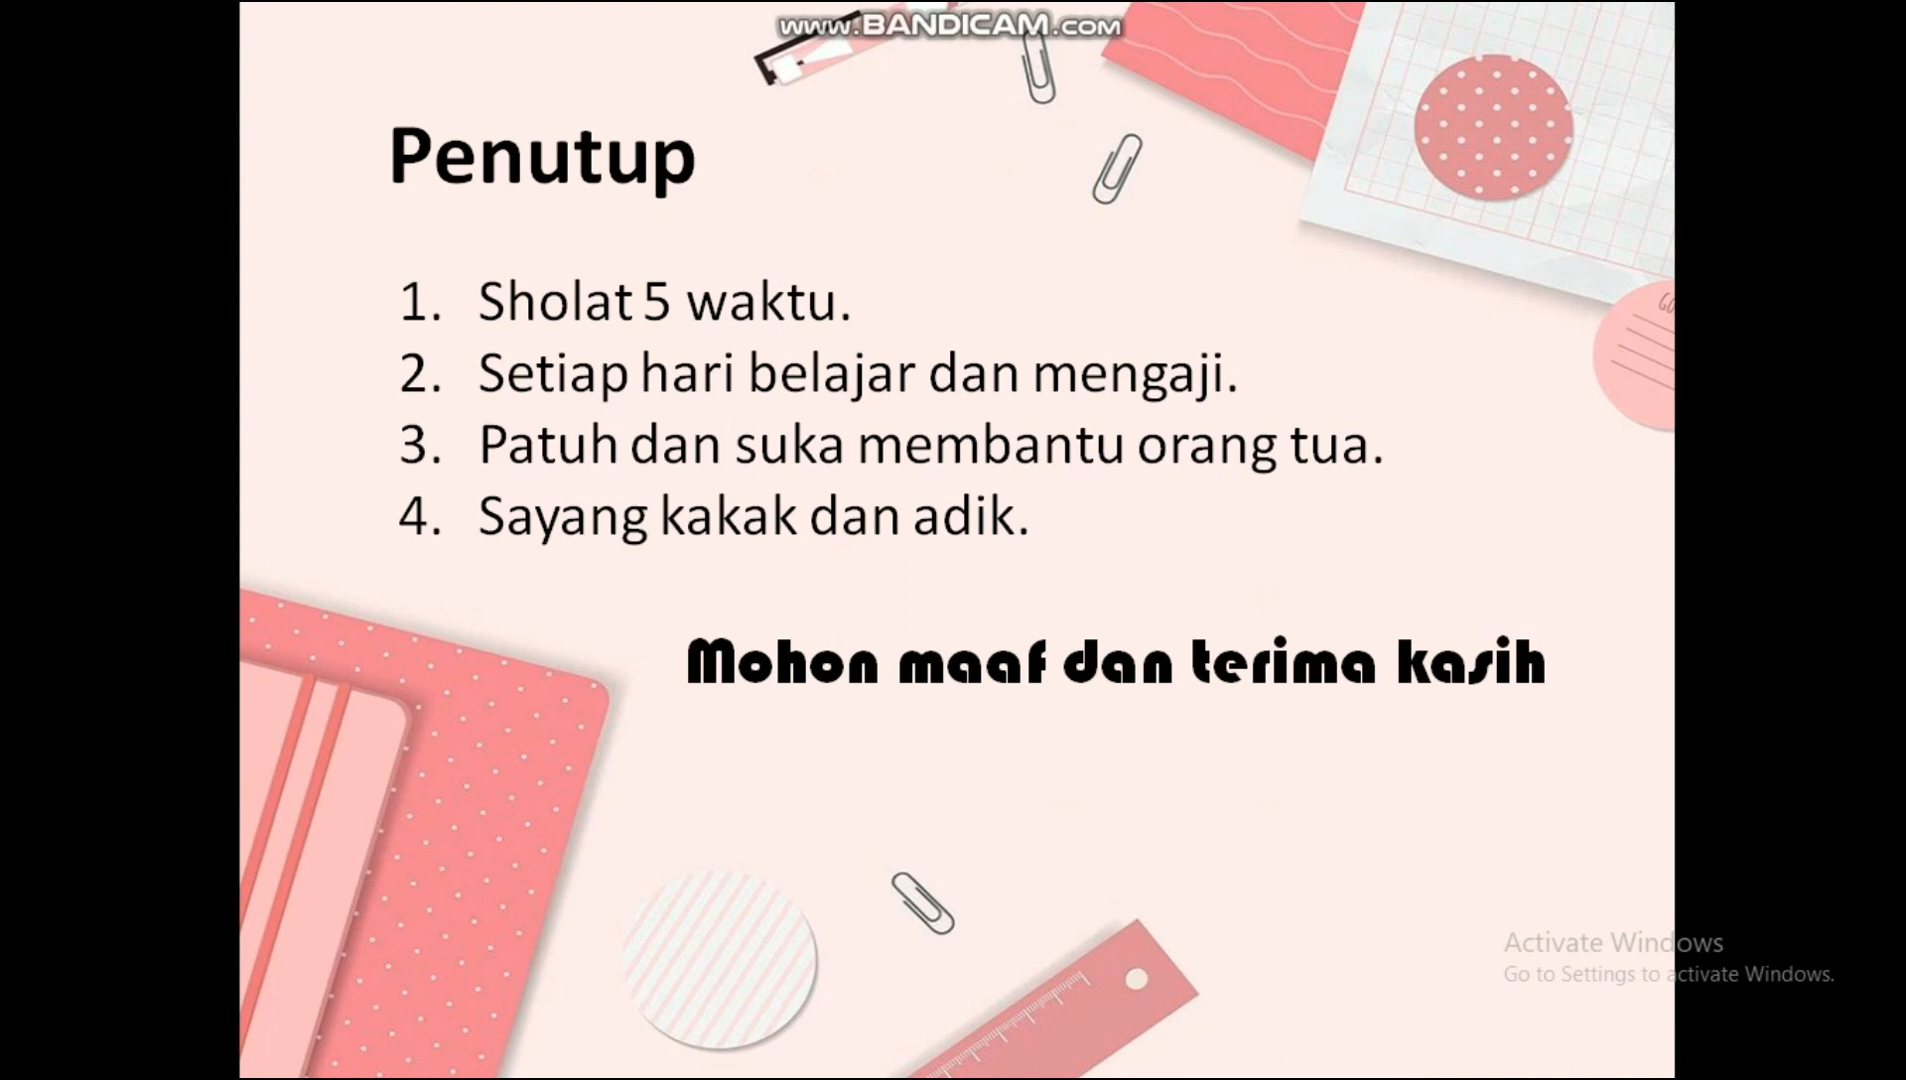 www.BANDICAM.com
Penutup
1. Sholat 5 waktu.
2. Setiap hari belajar dan mengaji.
3. Patuh dan suka membantu orang tua.
4. Sayang kakak dan adik.
Mohon maaf dan terima kasih
Activate Windows
Go to Settings to activate Windows.